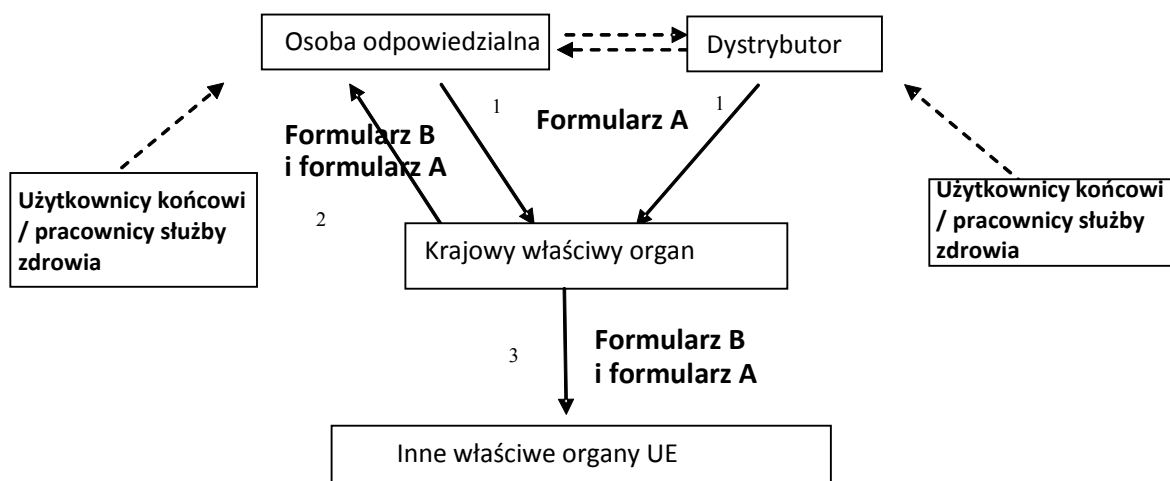 Osoba odpowiedzialna
Dystrybutor
1
Formularz A
1
Formularz B
i formularz A
Użytkownicy końcowi
/ pracownicy służby
zdrowia
2
Krajowy właściwy organ
Użytkownicy końcowi
/ pracownicy służby
zdrowia
3
Formularz B
i formularz A
Inne właściwe organy UE